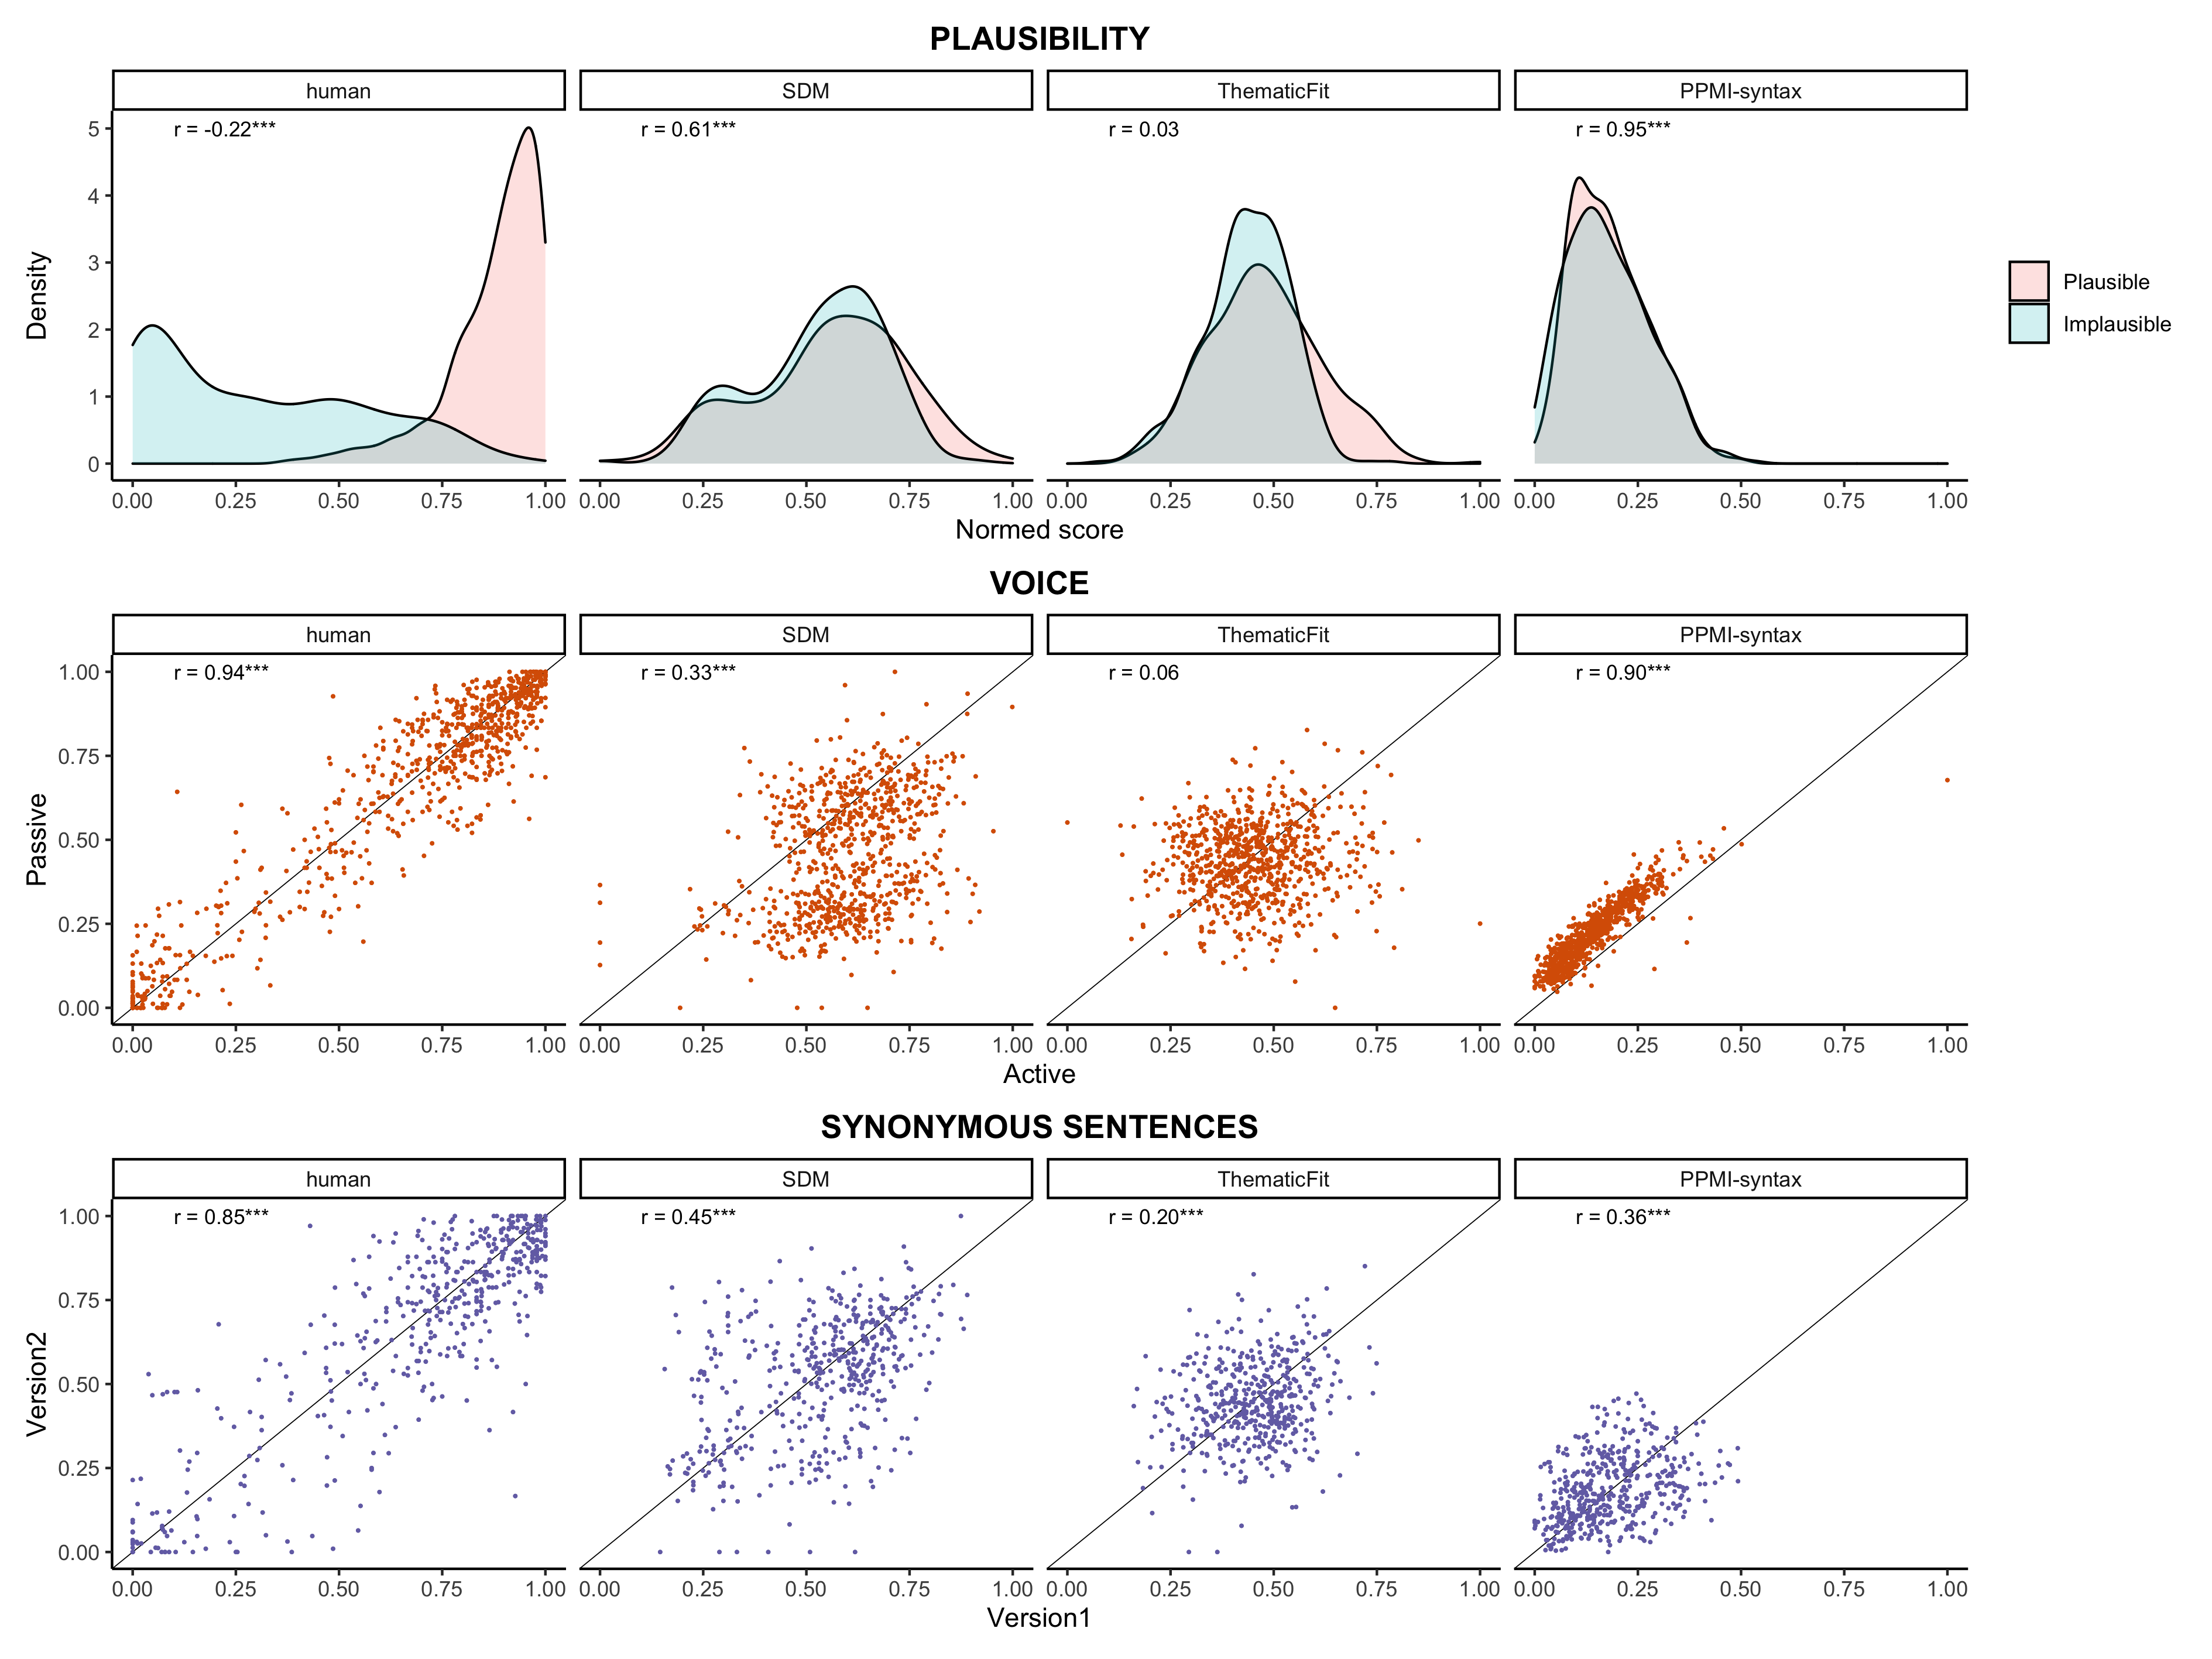 PLAUSIBILITY
human SDM ThematicFit PPMI-syntax
r = -0.22*** r = 0.61*** r = 0.03 r = 0.95***
5
4
3
2
1
0
Density
0.00 0.25 0.50 0.75 1.00 0.00 0.25 0.50 0.75 1.00 0.00 0.25 0.50 0.75 1.00 0.00 0.25 0.50 0.75 1.00
Normed score
Plausible
Implausible
VOICE
human SDM ThematicFit PPMI-syntax
r = 0.94*** r = 0.33*** r = 0.06 r = 0.90***
1.00
0.75
0.50
0.25
0.00
Passive
0.00 0.25 0.50 0.75 1.00 0.00 0.25 0.50 0.75 1.00 0.00 0.25 0.50 0.75 1.00 0.00 0.25 0.50 0.75 1.00
Active
SYNONYMOUS SENTENCES
human SDM ThematicFit PPMI-syntax
r = 0.85*** r = 0.45*** r = 0.20*** r = 0.36***
1.00
0.75
0.50
0.25
0.00
Version2
0.00 0.25 0.50 0.75 1.00 0.00 0.25 0.50 0.75 1.00 0.00 0.25 0.50 0.75 1.00 0.00 0.25 0.50 0.75 1.00
Version1